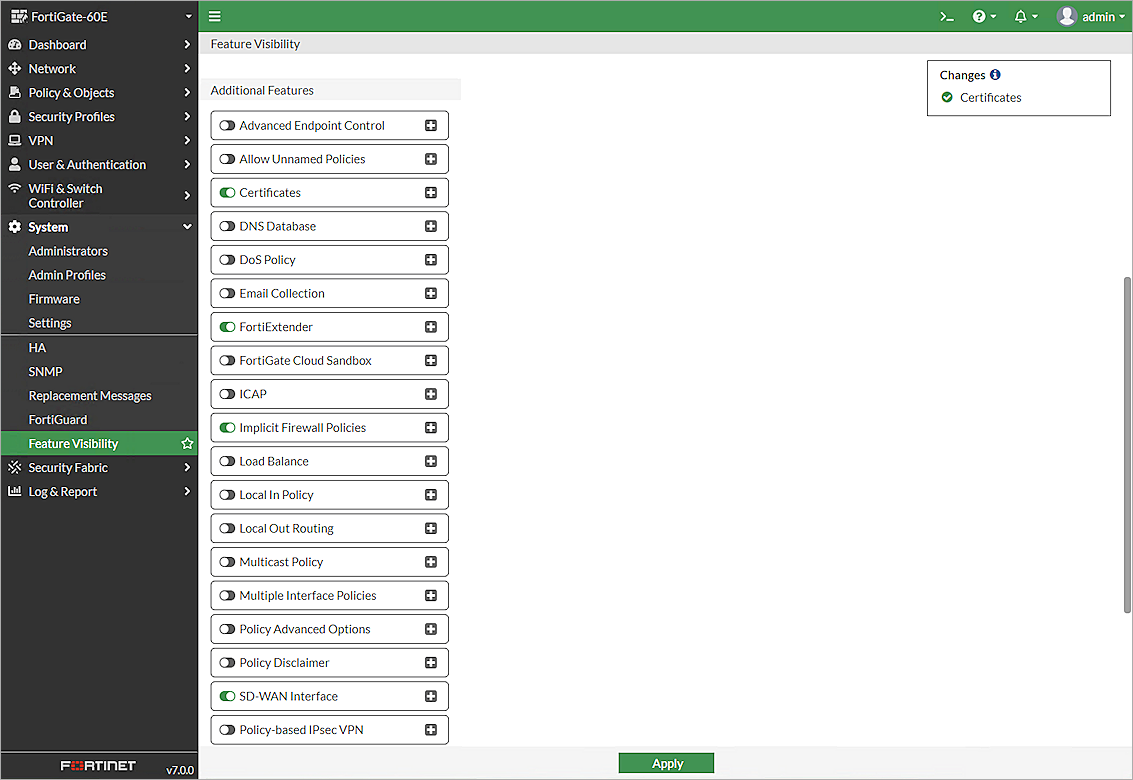 FortiGate-60E
admin
Dashboard
Network
Policy & Objects
Security Profiles
VPN
User & Authentication
WiFi & Switch
Controller
System
Administrators
Admin Profiles
Firmware
Settings
HA
SNMP
Replacement Messages
FortiGuard
Feature Visibility
Security Fabric
Log & Report
FORTINET
v7.0.0
Feature Visibility
Additional Features
Advanced Endpoint Control
Allow Unnamed Policies
Certificates
DNS Database
DoS Policy
Email Collection
FortiExtender
FortiGate Cloud Sandbox
ICAP
Implicit Firewall Policies
Load Balance
Local In Policy
Local Out Routing
Multicast Policy
Multiple Interface Policies
Policy Advanced Options
Policy Disclaimer
SD-WAN Interface
Policy-based IPsec VPN
Changes
Certificates
Apply